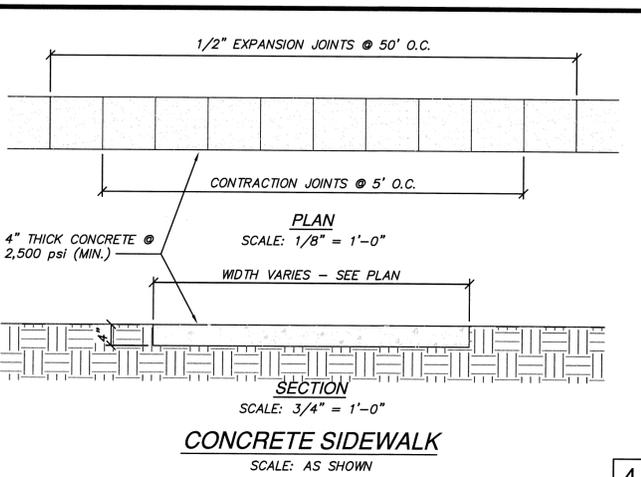 1/2" EXPANSION JOINTS @ 50' O.C.
CONTRACTION JOINTS @ 5' O.C.
PLAN
SCALE: 1/8" = 1'-0"
4" THICK CONCRETE @
2,500 psi (MIN.)
WIDTH VARIES - SEE PLAN
4"
SECTION
SCALE: 3/4" = 1'-0"
CONCRETE SIDEWALK
SCALE: AS SHOWN
4